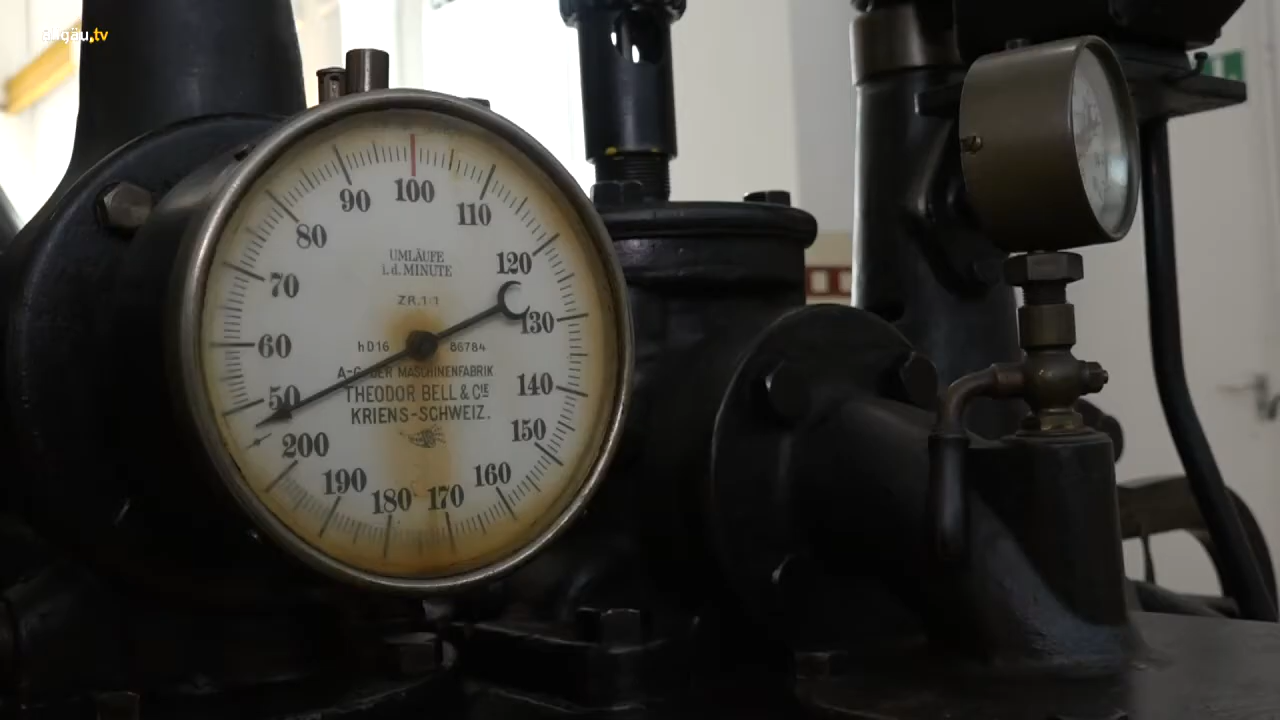 allgäu.tv
100
90
110
80
120
70
130
60
140
50
150
200
160
190
180
170
UMLÄUFE
i.d. MINUTE
ZR.1:1
hD16 86784
A-G. DER MASCHINENFABRIK
THEODOR BELL & CIE
KRIENS-SCHWEIZ.